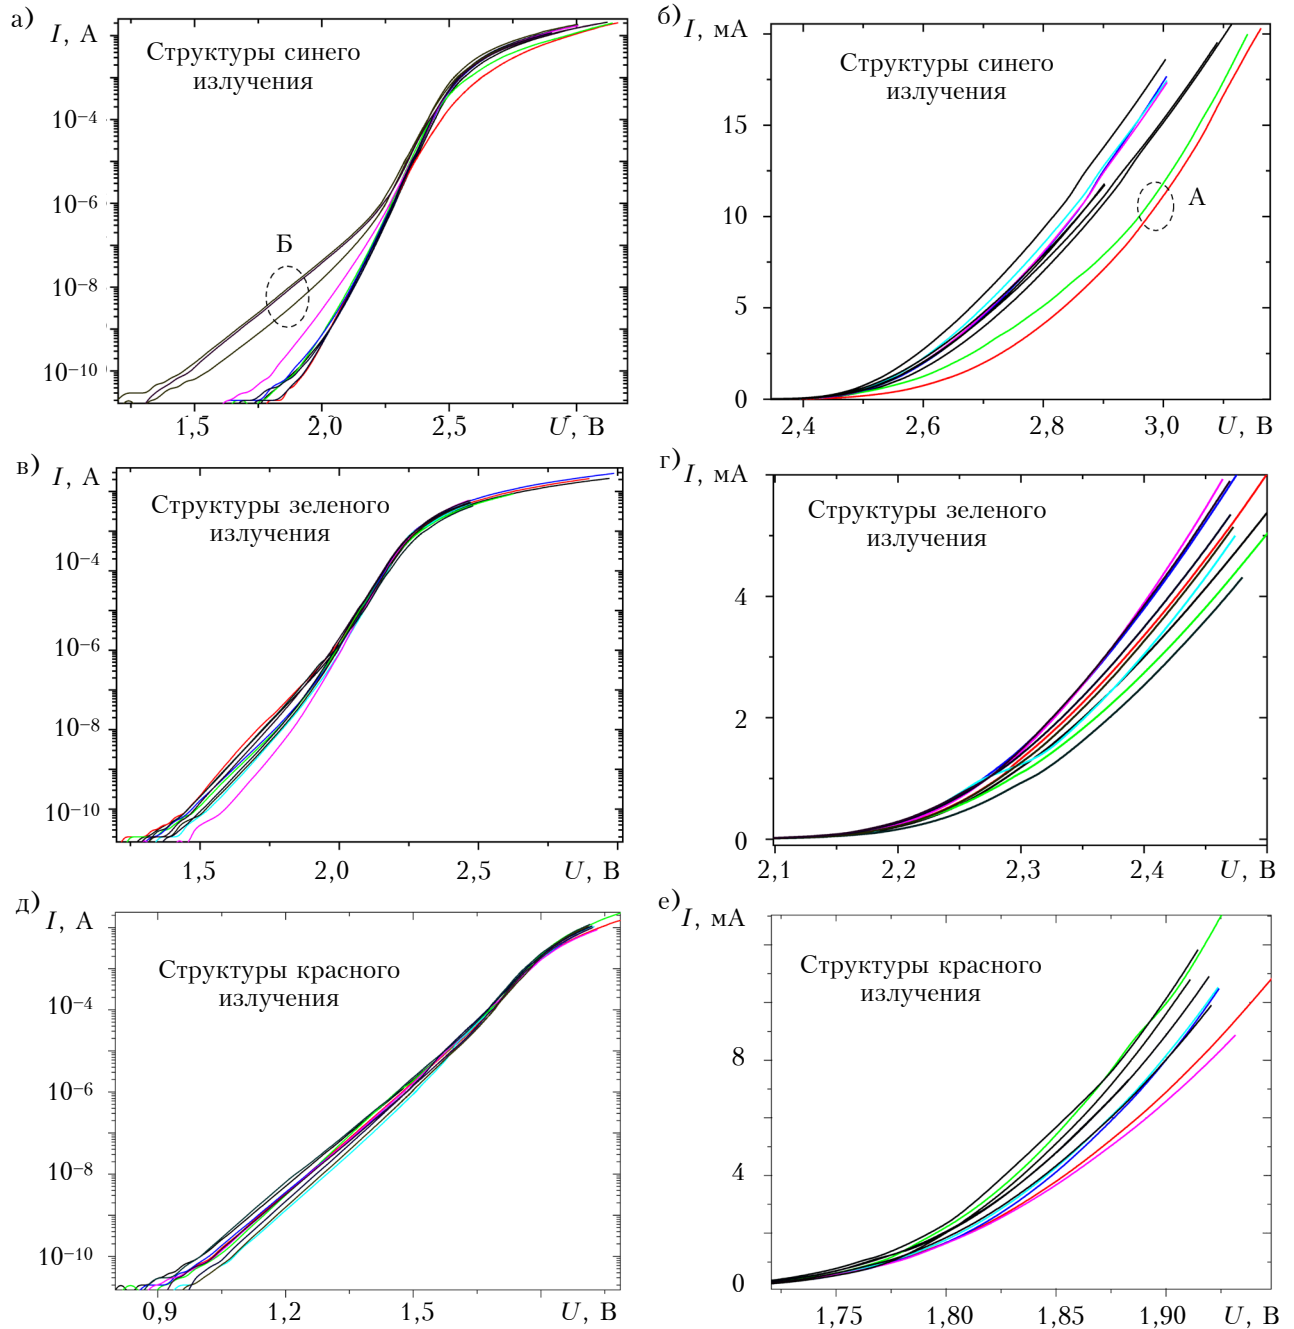 а)
I, А
Структуры синего
излучения
10⁻⁴
10⁻⁶
Б
10⁻⁸
10⁻¹⁰
1,5 2,0 2,5 U, В
б)
I, мА
Структуры синего
излучения
15
10
А
5
0
2,4 2,6 2,8 3,0 U, В
в)
I, А
Структуры зеленого
излучения
10⁻⁴
10⁻⁶
10⁻⁸
10⁻¹⁰
1,5 2,0 2,5 U, В
г)
I, мА
Структуры зеленого
излучения
4
2
0
2,1 2,2 2,3 2,4 U, В
д)
I, А
Структуры красного
излучения
10⁻⁴
10⁻⁶
10⁻⁸
10⁻¹⁰
0,9 1,2 1,5 U, В
е)
I, мА
Структуры красного
излучения
8
4
0
1,75 1,80 1,85 1,90 U, В